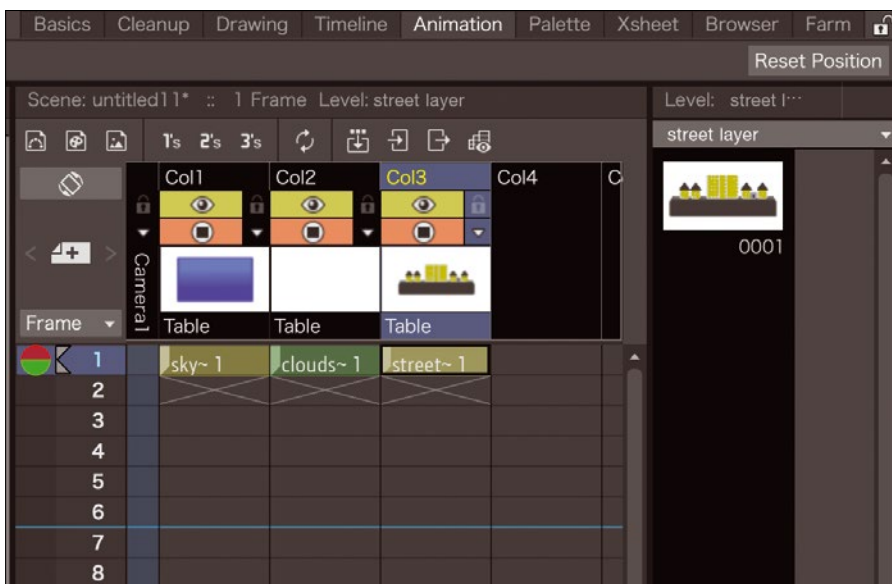 Basics Cleanup Drawing Timeline Animation Palette Xsheet Browser Farm
Reset Position
Scene: untitled11* :: 1 Frame Level: street layer
Level: street l···
1's 2's 3's
street layer
Col1 Col2 Col3 Col4
Camera1
0001
Frame
Table Table Table
1 sky~ 1 clouds~ 1 street~ 1
2
3
4
5
6
7
8